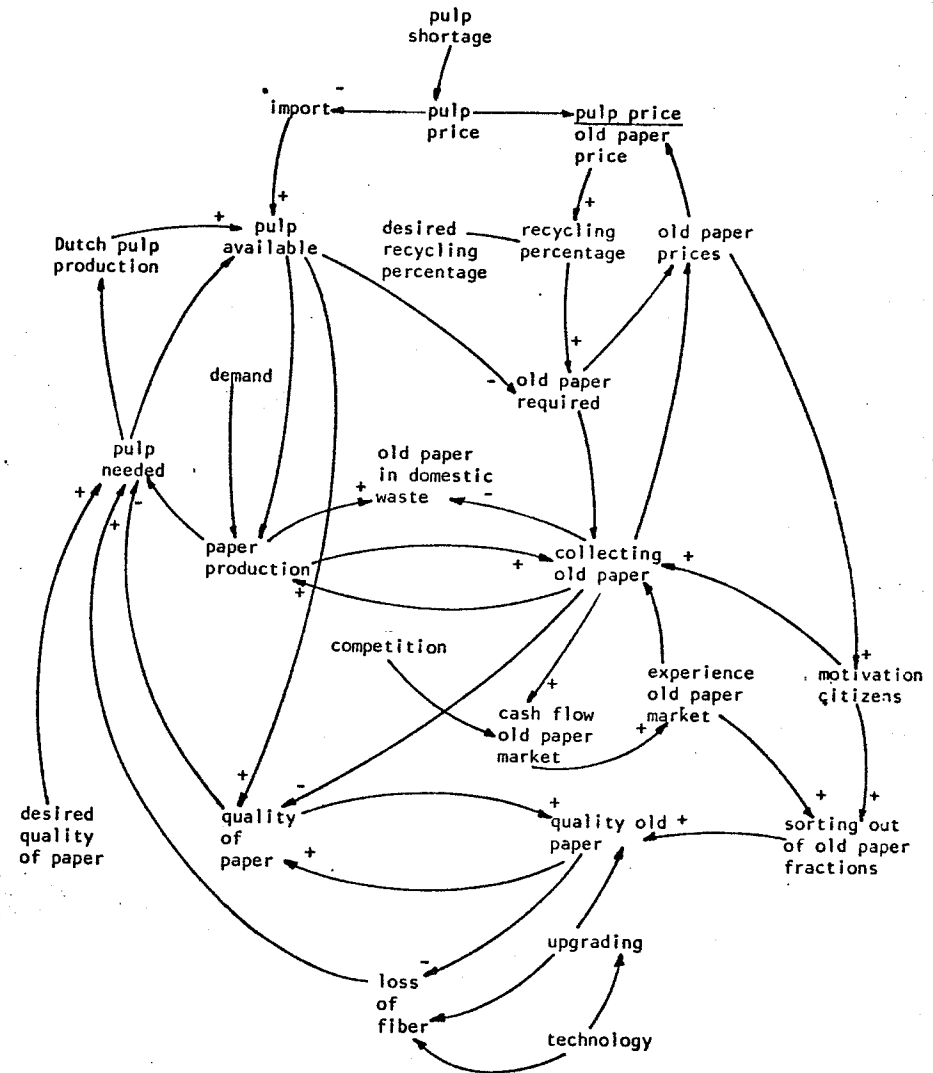 pulp
shortage
-
import
pulp
price
pulp price
old paper
price
+
+
+
pulp
available
Dutch pulp
production
desired
recycling
percentage
recycling
percentage
old paper
prices
+
demand
-
old paper
required
pulp
needed
old paper
in domestic
waste
+
-
+
-
+
paper
production
+
+
collecting
old paper
+
competition
+
cash flow
old paper
market
experience
old paper
market
+
+
motivation
citizens
desired
quality
of paper
+
-
quality
of
paper
+
+
quality old
paper
+
+
+
sorting out
of old paper
fractions
upgrading
-
loss
of
fiber
technology